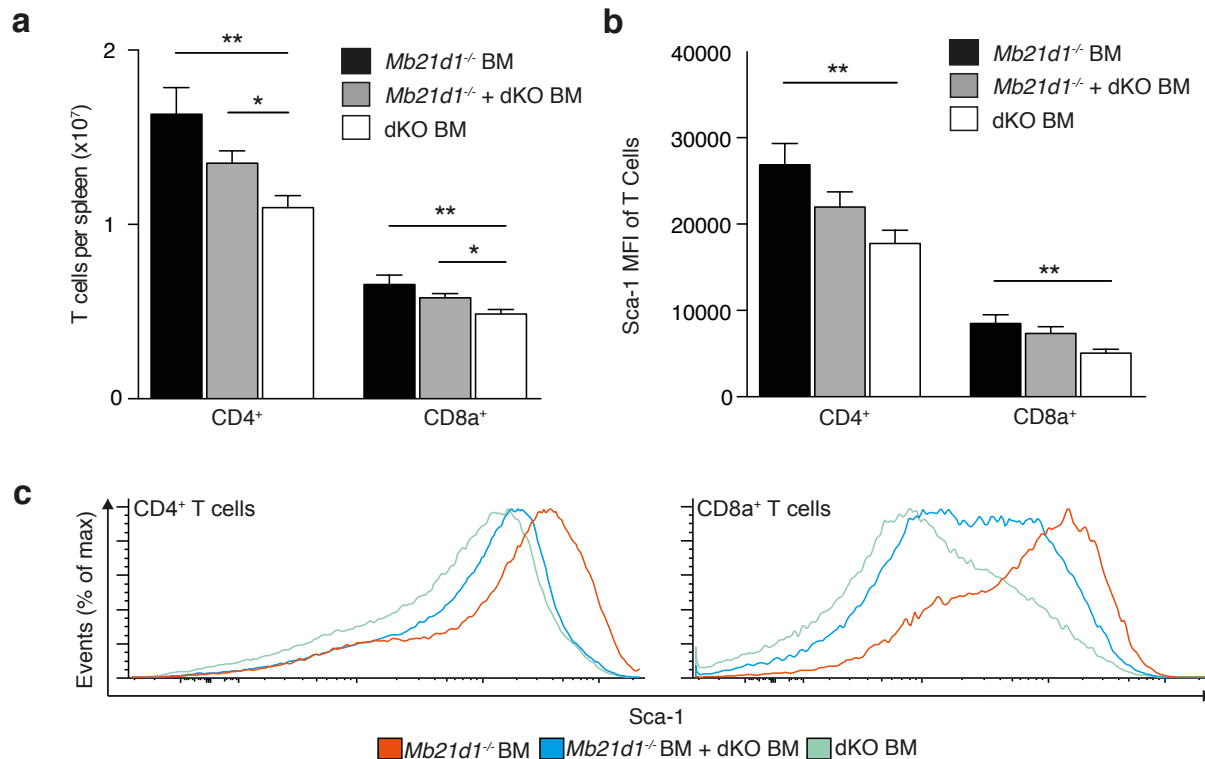 a
T cells per spleen (x10⁷)
2
1
0
**
*
**
*
CD4⁺
CD8a⁺
Mb21d1⁻/⁻ BM
Mb21d1⁻/⁻ + dKO BM
dKO BM
b
Sca-1 MFI of T Cells
40000
30000
20000
10000
0
**
**
CD4⁺
CD8a⁺
Mb21d1⁻/⁻ BM
Mb21d1⁻/⁻ + dKO BM
dKO BM
c
Events (% of max)
CD4⁺ T cells
CD8a⁺ T cells
Sca-1
Mb21d1⁻/⁻ BM
Mb21d1⁻/⁻ BM + dKO BM
dKO BM